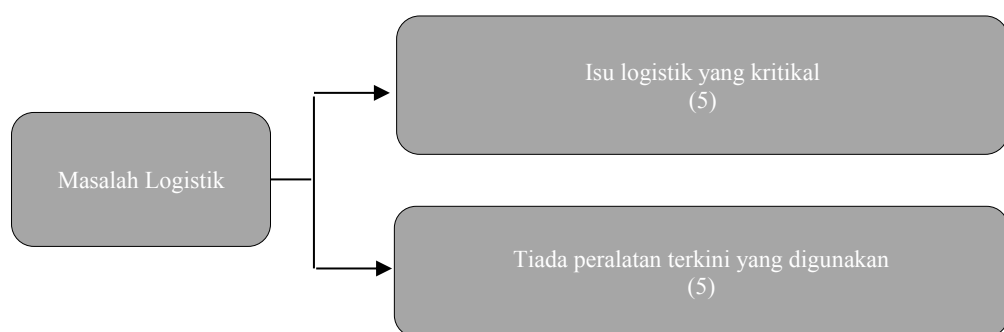 Isu logistik yang kritikal
(5)
Masalah Logistik
Tiada peralatan terkini yang digunakan
(5)